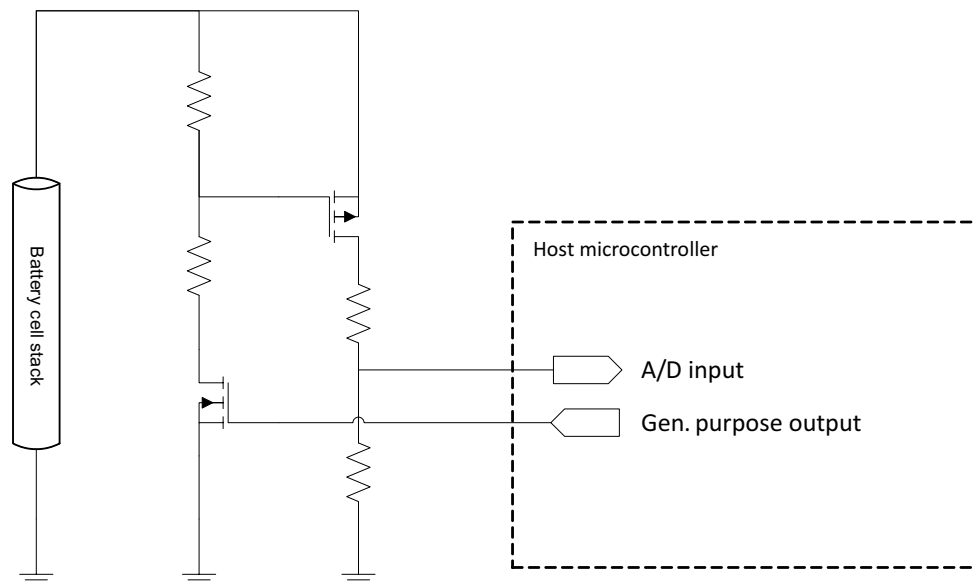 Battery cell stack
Host microcontroller
A/D input
Gen. purpose output